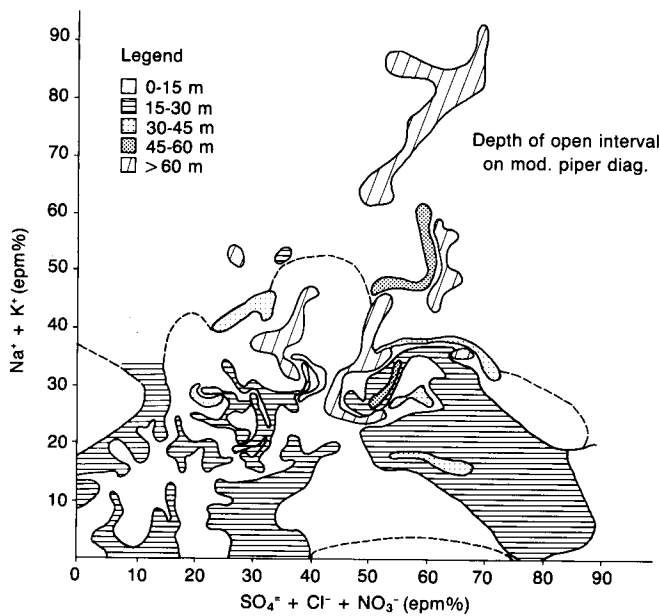 90
80
70
60
50
40
30
20
10
Na⁺ + K⁺ (epm%)
Legend
0-15 m
15-30 m
30-45 m
45-60 m
>60 m
Depth of open interval
on mod. piper diag.
0 10 20 30 40 50 60 70 80 90
SO₄⁼ + Cl⁻ + NO₃⁻ (epm%)